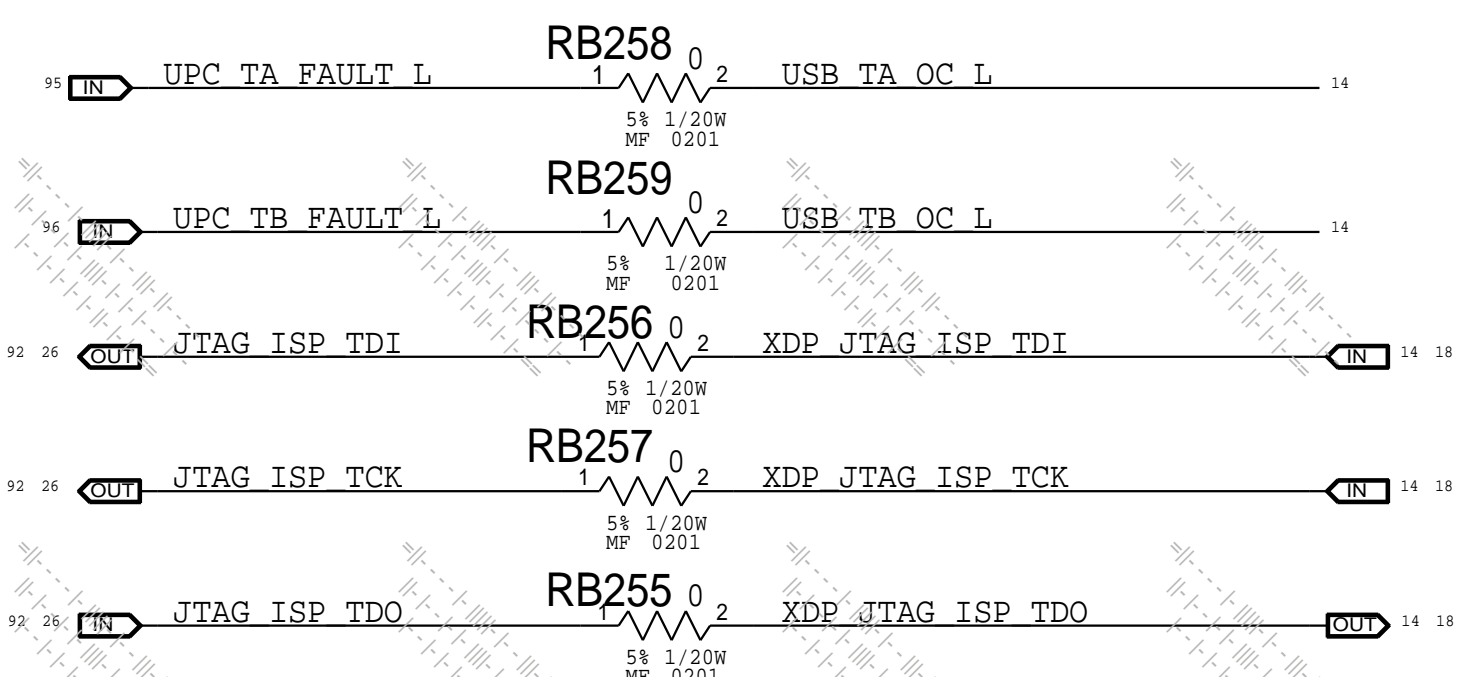 RB258
95 IN UPC_TA_FAULT_L 1 0 2 USB_TA_OC_L 14
5% 1/20W
MF 0201
RB259
96 IN UPC_TB_FAULT_L 1 0 2 USB_TB_OC_L 14
5% 1/20W
MF 0201
RB256
92 26 OUT JTAG_ISP_TDI 1 0 2 XDP_JTAG_ISP_TDI IN 14 18
5% 1/20W
MF 0201
RB257
92 26 OUT JTAG_ISP_TCK 1 0 2 XDP_JTAG_ISP_TCK IN 14 18
5% 1/20W
MF 0201
RB255
92 26 IN JTAG_ISP_TDO 1 0 2 XDP_JTAG_ISP_TDO OUT 14 18
5% 1/20W
MF 0201